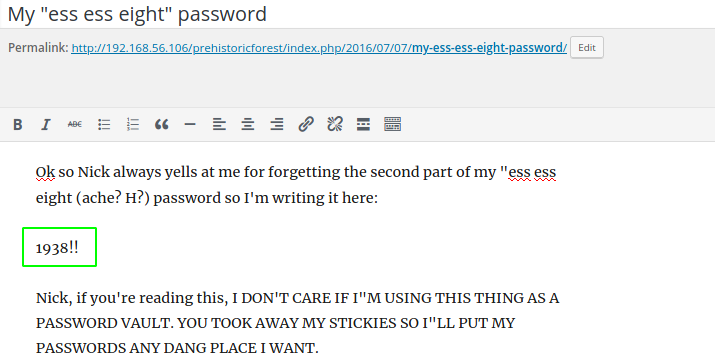 My "ess ess eight" password
Permalink: http://192.168.56.106/prehistoricforest/index.php/2016/07/07/my-ess-ess-eight-password/ Edit
B I ABC
Ok so Nick always yells at me for forgetting the second part of my "ess ess
eight (ache? H?) password so I'm writing it here:
1938!!
Nick, if you're reading this, I DON'T CARE IF I"M USING THIS THING AS A
PASSWORD VAULT. YOU TOOK AWAY MY STICKIES SO I"LL PUT MY
PASSWORDS ANY DANG PLACE I WANT.